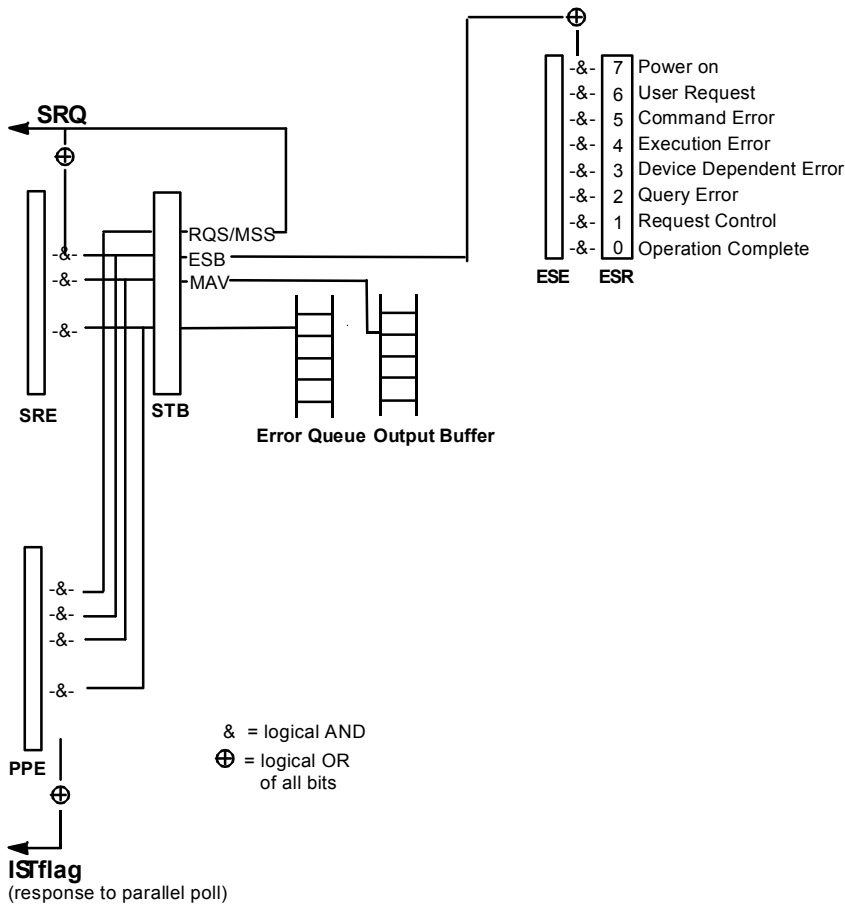 -&- 7 Power on
-&- 6 User Request
-&- 5 Command Error
-&- 4 Execution Error
-&- 3 Device Dependent Error
-&- 2 Query Error
-&- 1 Request Control
-&- 0 Operation Complete
ESE ESR
SRQ
RQS/MSS
-&- ESB
-&- MAV
-&-
SRE STB
Error Queue Output Buffer
-&-
-&-
-&-
-&-
& = logical AND
⊕ = logical OR
of all bits
PPE
ISTflag
(response to parallel poll)